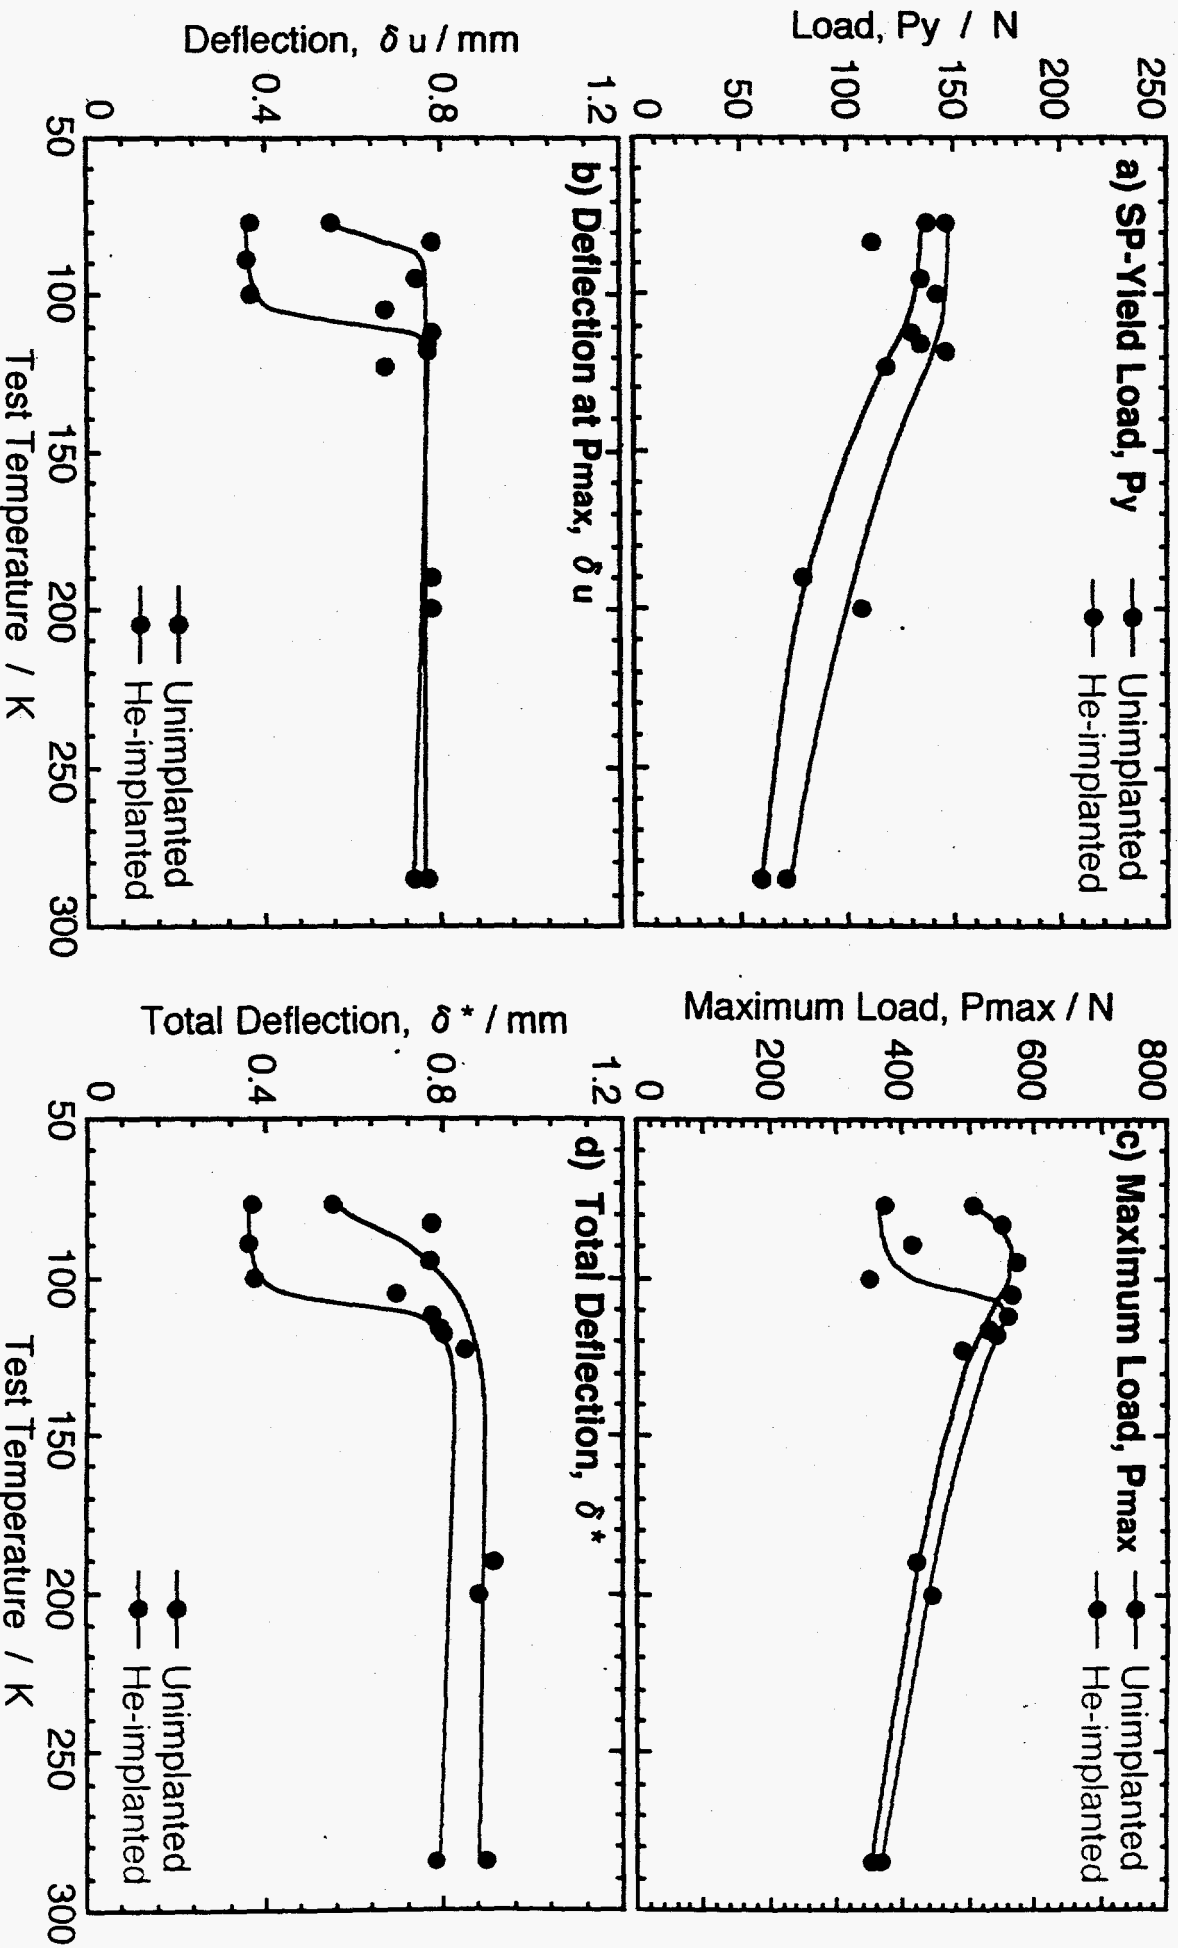 a) SP-Yield Load, Py
Load, Py / N
250
200
150
100
50
0
Unimplanted
He-implanted
b) Deflection at Pmax, δu
Deflection, δu / mm
1.2
0.8
0.4
0
50
100
150
200
250
300
Unimplanted
He-implanted
Test Temperature / K
c) Maximum Load, Pmax
Maximum Load, Pmax / N
800
600
400
200
0
Unimplanted
He-implanted
d) Total Deflection, δ*
Total Deflection, δ* / mm
1.2
0.8
0.4
0
50
100
150
200
250
300
Unimplanted
He-implanted
Test Temperature / K